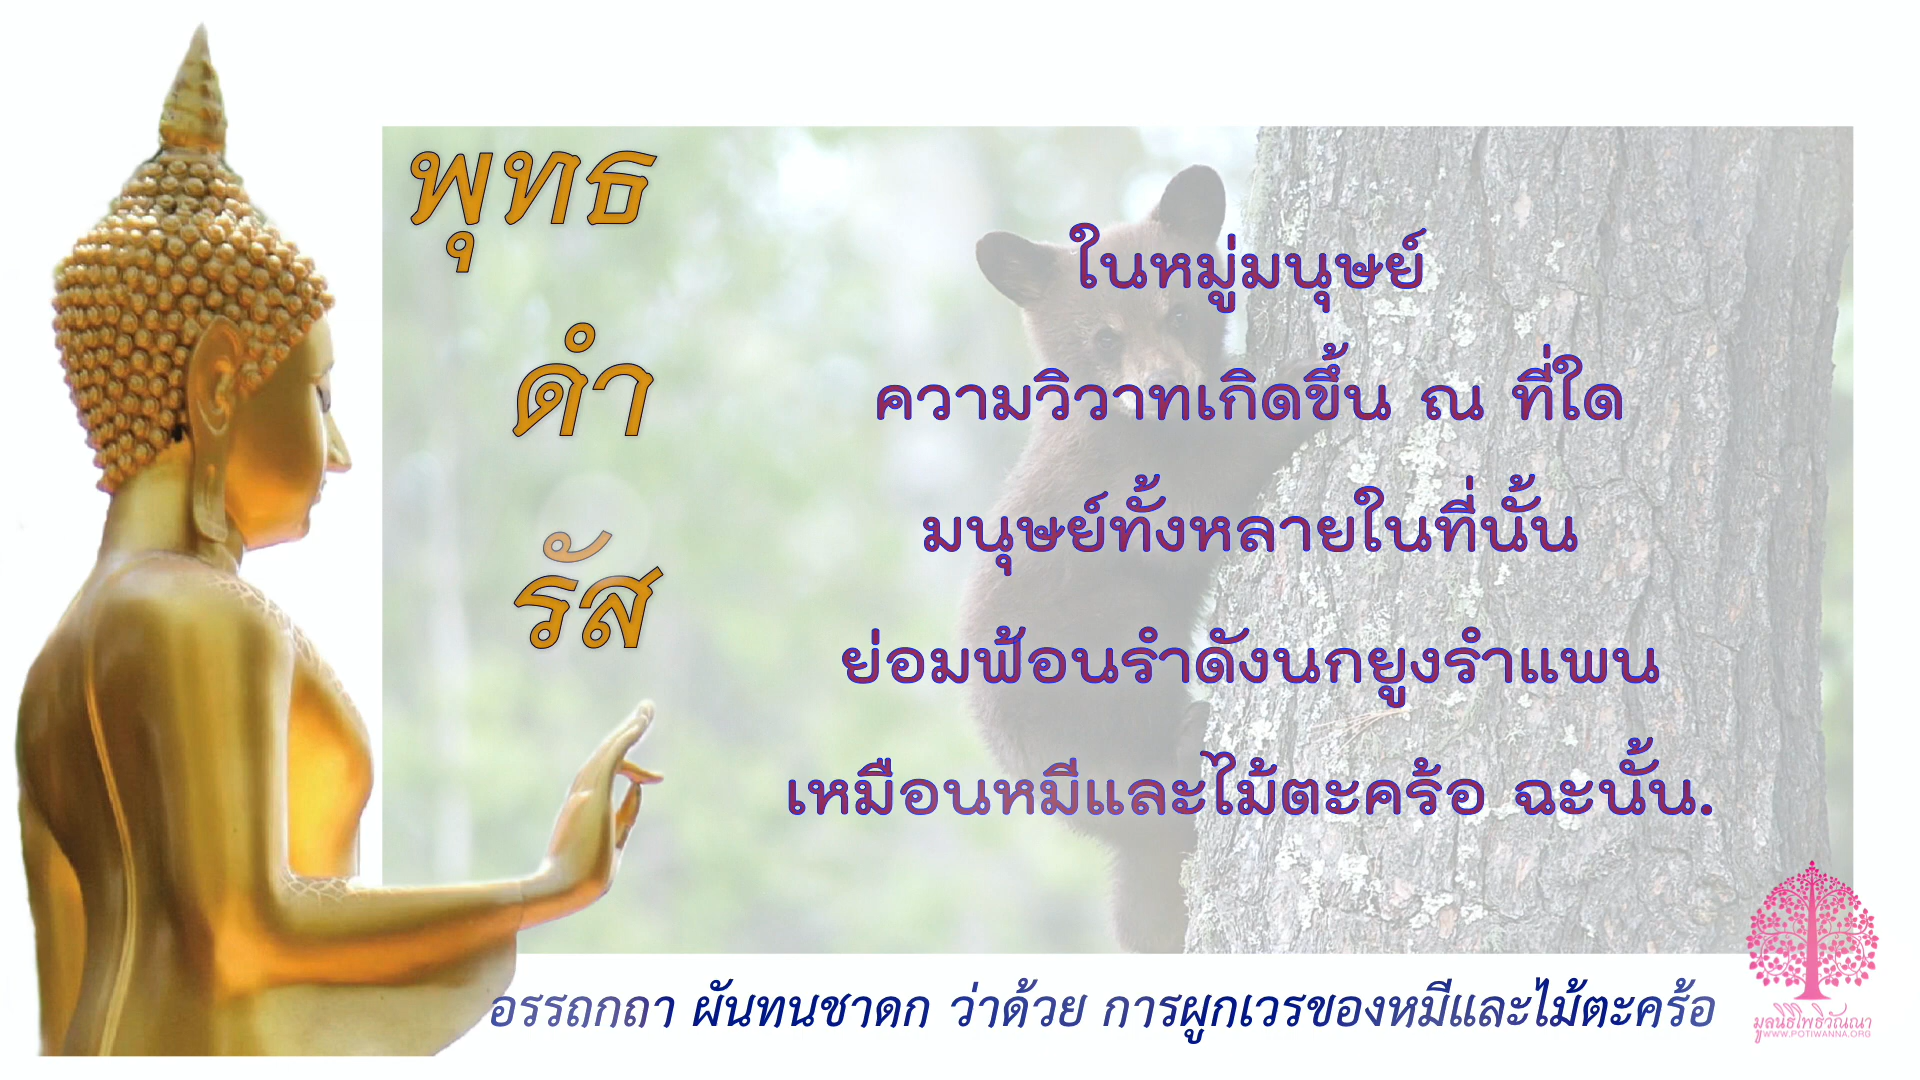 พุทธ
ดำ
รัส
ในหมู่มนุษย์
ความวิวาทเกิดขึ้น ณ ที่ใด
มนุษย์ทั้งหลายในที่นั้น
ย่อมฟ้อนรำดังนกยูงรำแพน
เหมือนหมีและไม้ตะคร้อ ฉะนั้น.
อรรถกถา ผันทนชาดก ว่าด้วย การผูกเวรของหมีและไม้ตะคร้อ
มูลนิธิโพธิวัณณา
WWW.POTIWANNA.ORG